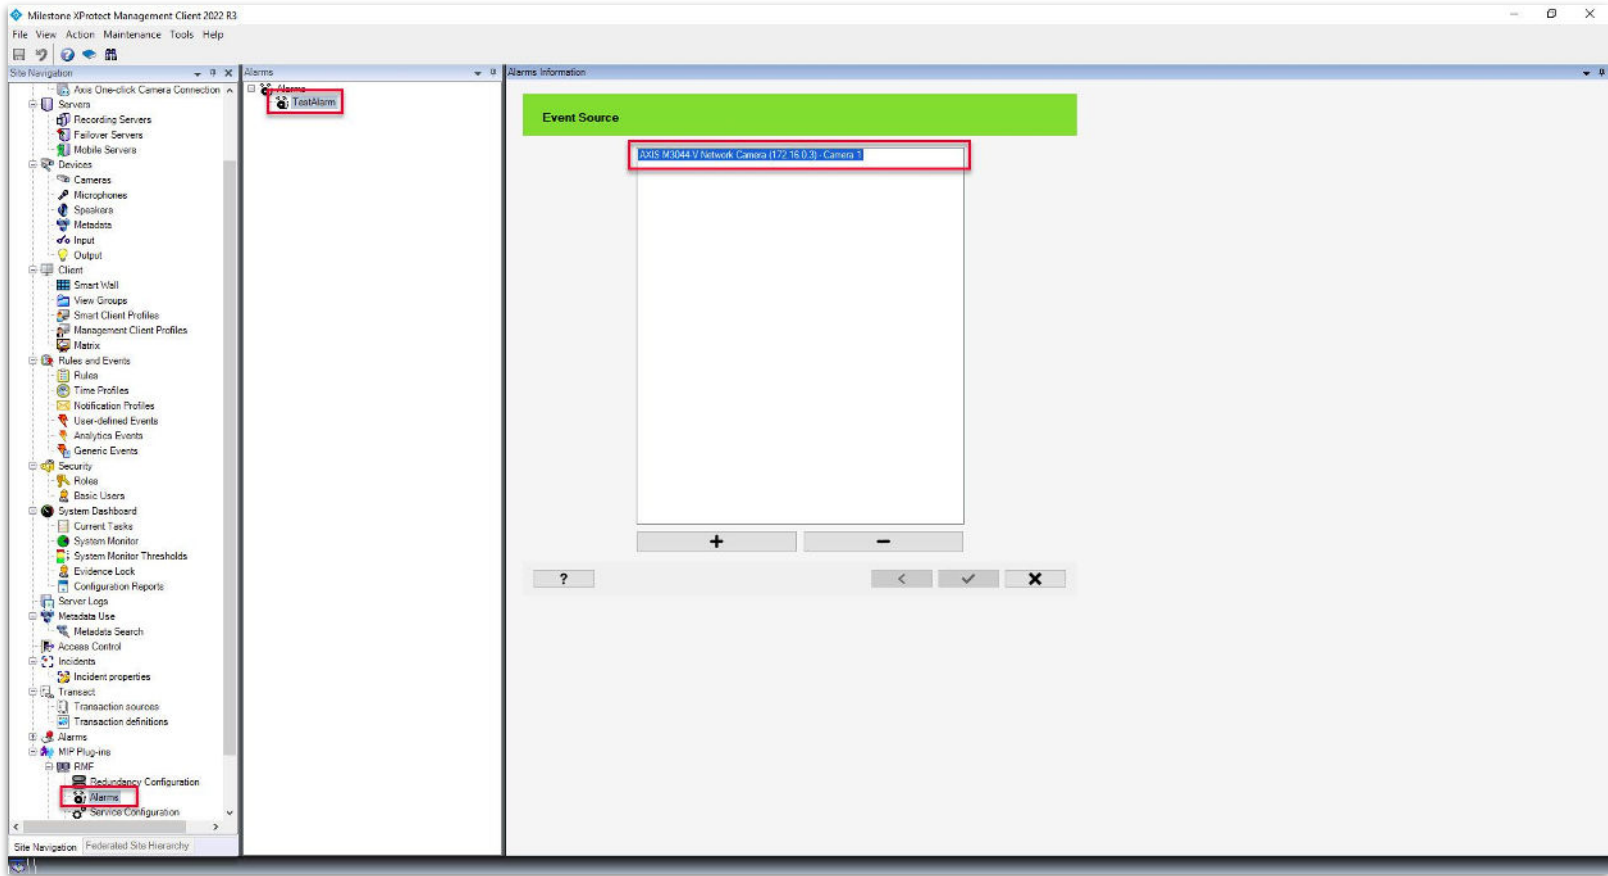 Milestone XProtect Management Client 2022 R3
File View Action Maintenance Tools Help
Site Navigation
Axis One-click Camera Connection
Servers
Recording Servers
Failover Servers
Mobile Servers
Devices
Cameras
Microphones
Speakers
Metadata
Input
Output
Client
Smart Wall
View Groups
Smart Client Profiles
Management Client Profiles
Matrix
Rules and Events
Rules
Time Profiles
Notification Profiles
User-defined Events
Analytics Events
Generic Events
Security
Roles
Basic Users
System Dashboard
Current Tasks
System Monitor
System Monitor Thresholds
Evidence Lock
Configuration Reports
Server Logs
Metadata Use
Metadata Search
Access Control
Incidents
Incident properties
Transact
Transaction sources
Transaction definitions
Alarms
MIP Plug-ins
RMF
Redundancy Configuration
Alarms
Service Configuration
Site Navigation Federated Site Hierarchy
Alarms
Alarms
TestAlarm
Alarms Information
Event Source
AXIS M3044-V Network Camera (172.16.0.3) - Camera 1
+ −
? <